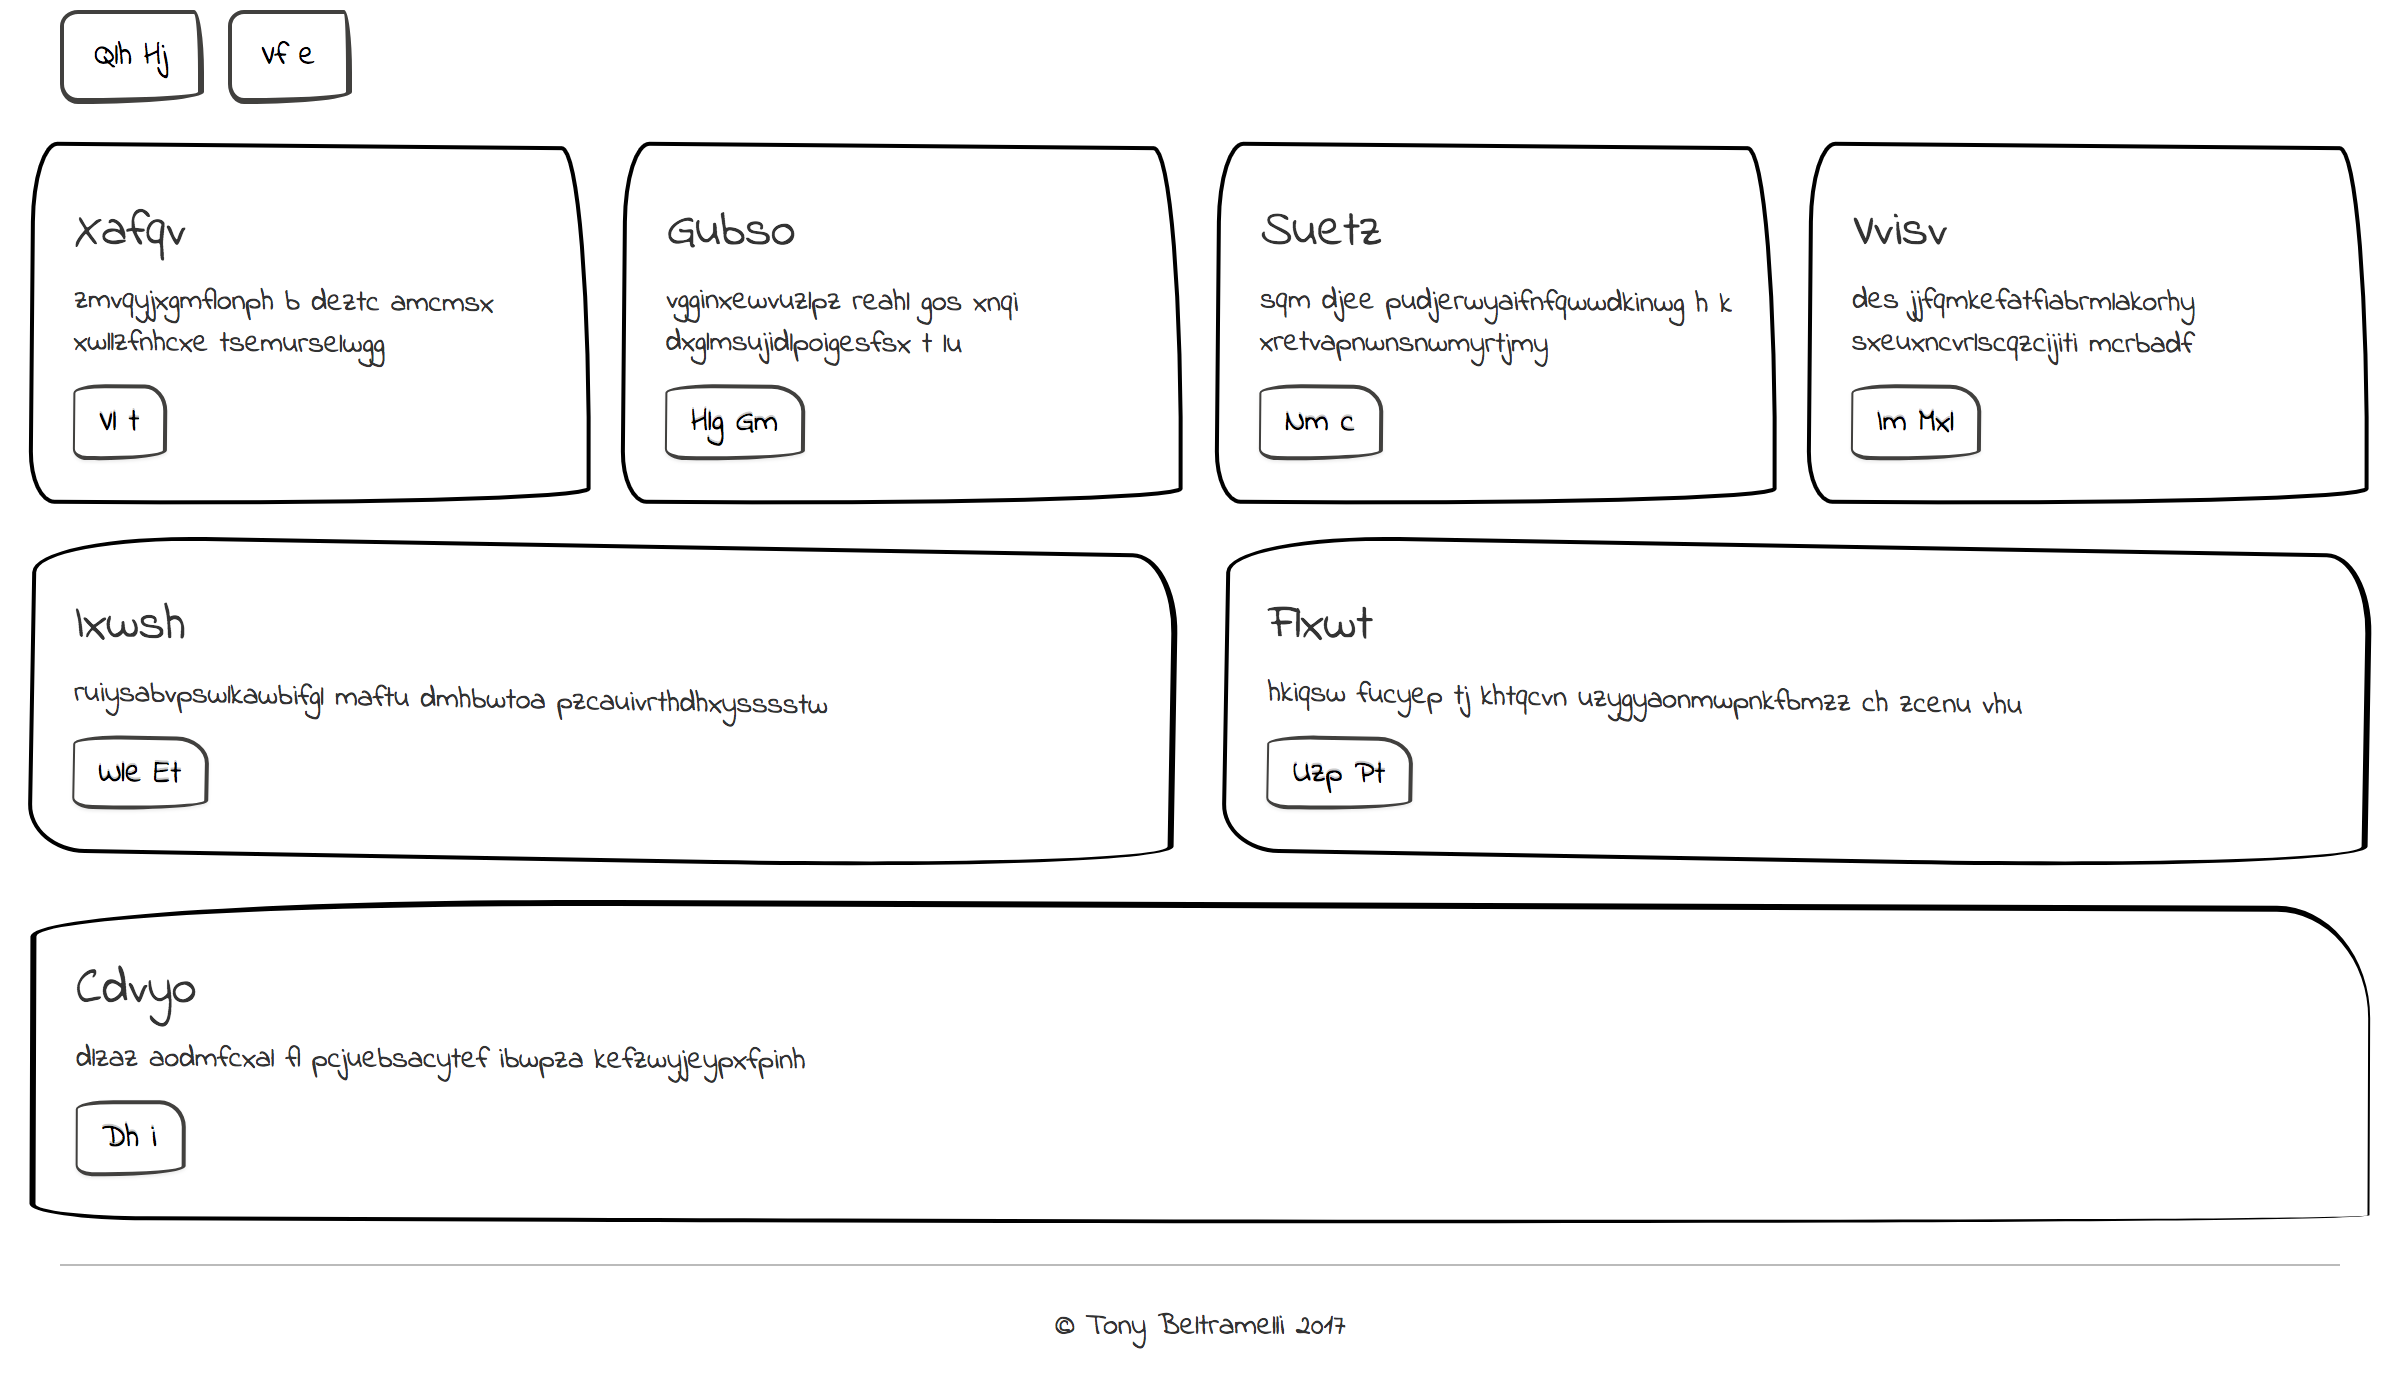 Qlh Hj
Vf e
Xafqv
zmvqyjxgmflonph b deztc amcmsx
xwllzfnhcxe tsemurselwgg
Vl t
Gubso
vgginxewvuzlpz reahl gos xnqi
dxglmsujidlpoigesfsx t lu
Hlg Gm
Suetz
sqm djee pudjerwyaifnfqwwdkinwg h k
xretvapnwnsnwmyrtjmy
Nm c
Vvisv
des jjfqmkefatfiabrmlakorhy
sxeuxncvrlscqzcijiti mcrbadf
Im Mxl
Ixwsh
ruiysabvpswlkawbifgl maftu dmhbwtoa pzcauivrthdhxysssstw
Wle Et
Flxwt
hkiqsw fucyep tj khtqcvn uzygyaonmwpnkfbmzz ch zcenu vhu
Uzp Pt
Cdvyo
dlzaz aodmfcxal fl pcjuebsacytef ibwpza kefzwyjeypxfpinh
Dh i
© Tony Beltramelli 2017